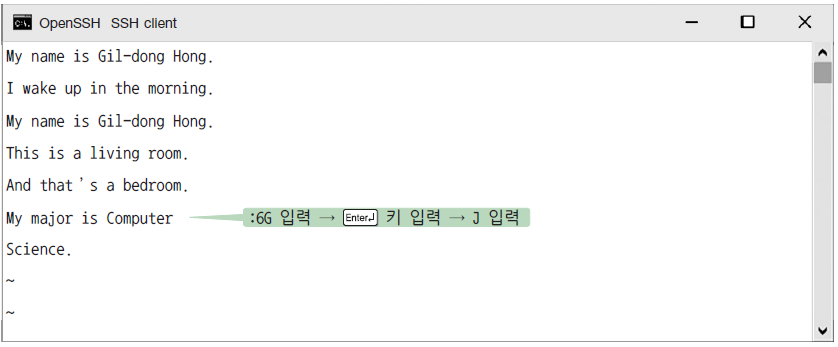 OpenSSH SSH client
My name is Gil-dong Hong.
I wake up in the morning.
My name is Gil-dong Hong.
This is a living room.
And that's a bedroom.
My major is Computer :6G 입력 → Enter↲ 키 입력 → J 입력
Science.
~
~